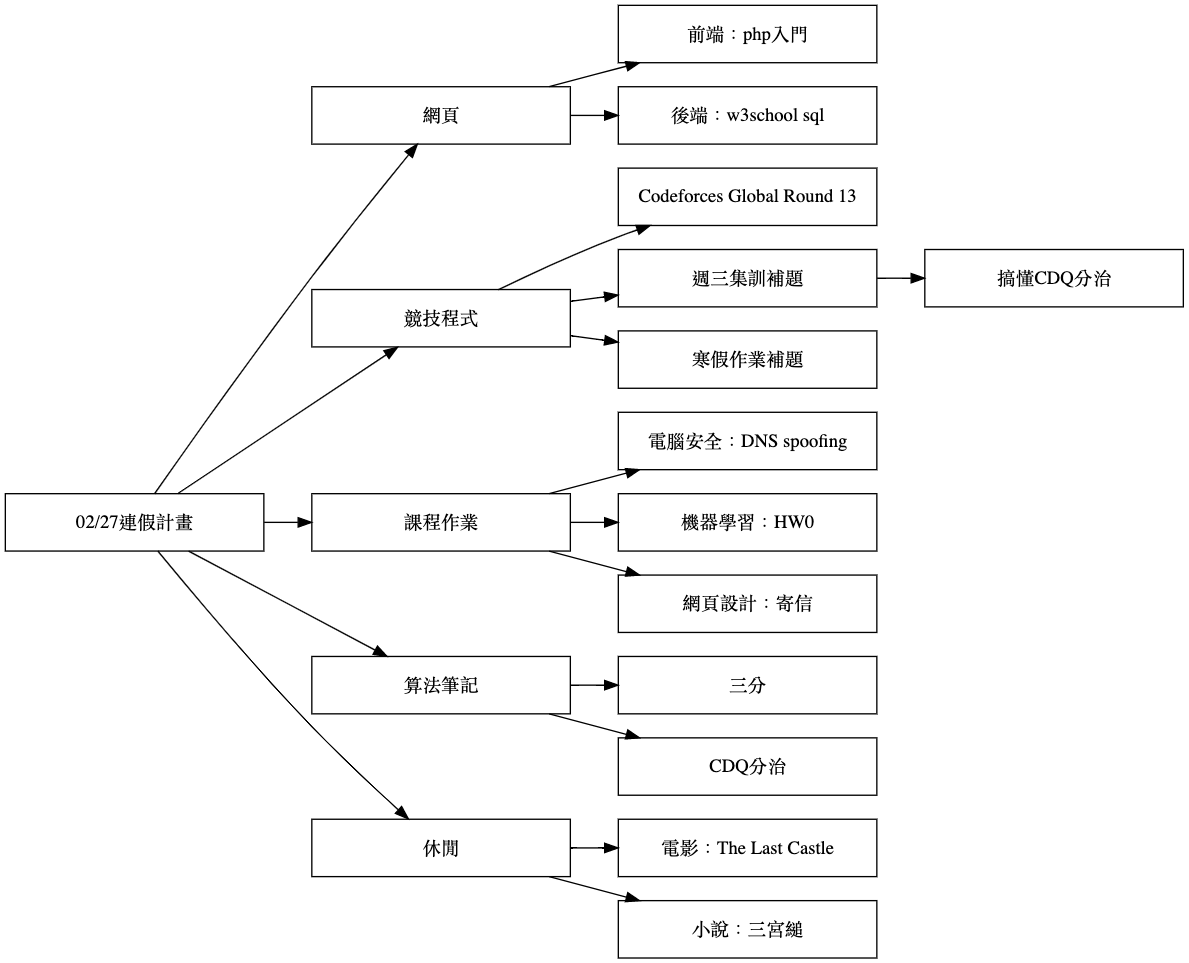 02/27連假計畫
網頁
前端：php入門
後端：w3school sql
競技程式
Codeforces Global Round 13
週三集訓補題
搞懂CDQ分治
寒假作業補題
課程作業
電腦安全：DNS spoofing
機器學習：HW0
網頁設計：寄信
算法筆記
三分
CDQ分治
休閒
電影：The Last Castle
小說：三宮縋